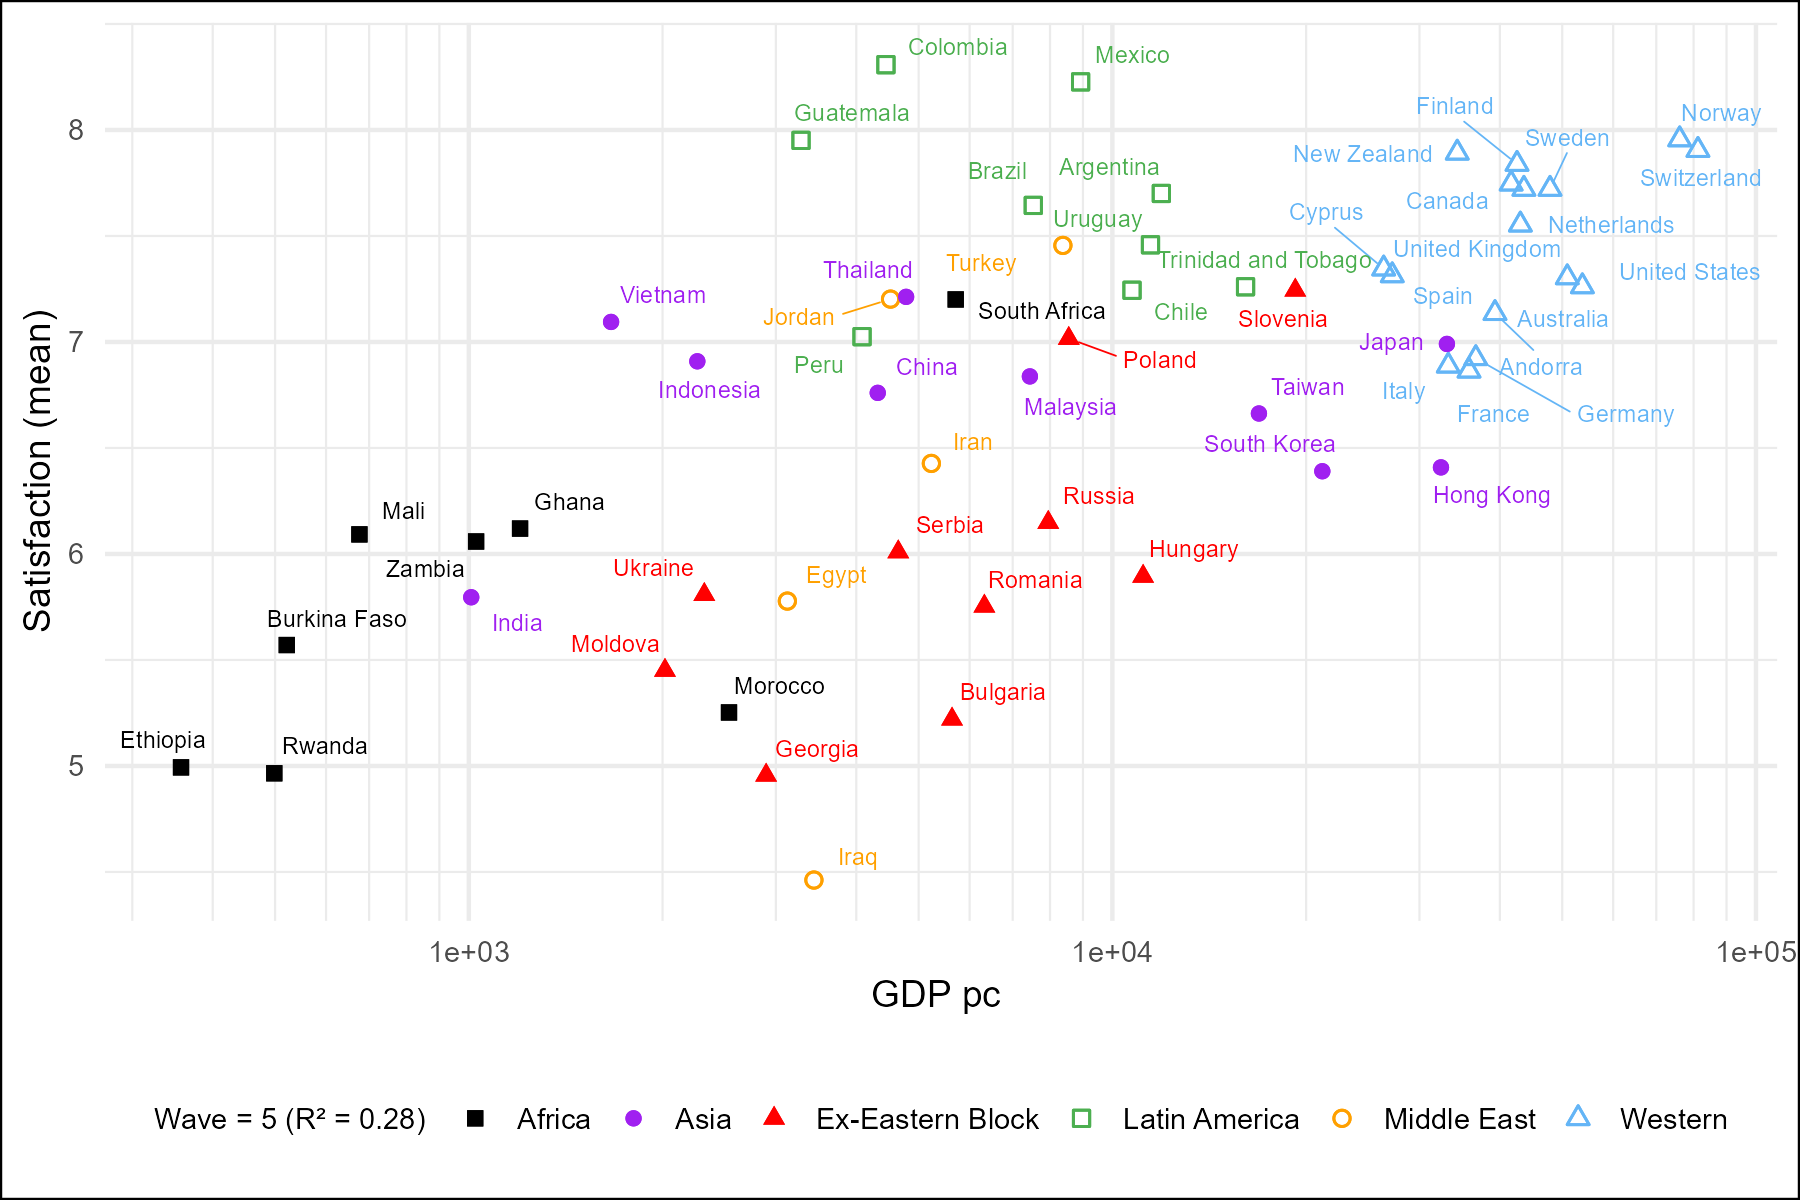 Colombia
Mexico
Guatemala
Finland
Norway
8
Sweden
New Zealand
Brazil
Argentina
Switzerland
Canada
Cyprus
Uruguay
Netherlands
United Kingdom
Turkey
Trinidad and Tobago
Thailand
United States
Vietnam
Spain
Jordan
South Africa
Chile
Slovenia
Australia
7
Japan
Poland
Peru
China
Andorra
Indonesia
Malaysia
Taiwan
Italy
France
Germany
Iran
South Korea
Hong Kong
Russia
Mali
Ghana
Serbia
6
Hungary
Zambia
Ukraine
Egypt
Romania
Burkina Faso
India
Moldova
Morocco
Bulgaria
Ethiopia
Rwanda
Georgia
5
Iraq
Satisfaction (mean)
1e+03 1e+04 1e+05
GDP pc
Wave = 5 (R² = 0.28) Africa Asia Ex-Eastern Block Latin America Middle East Western